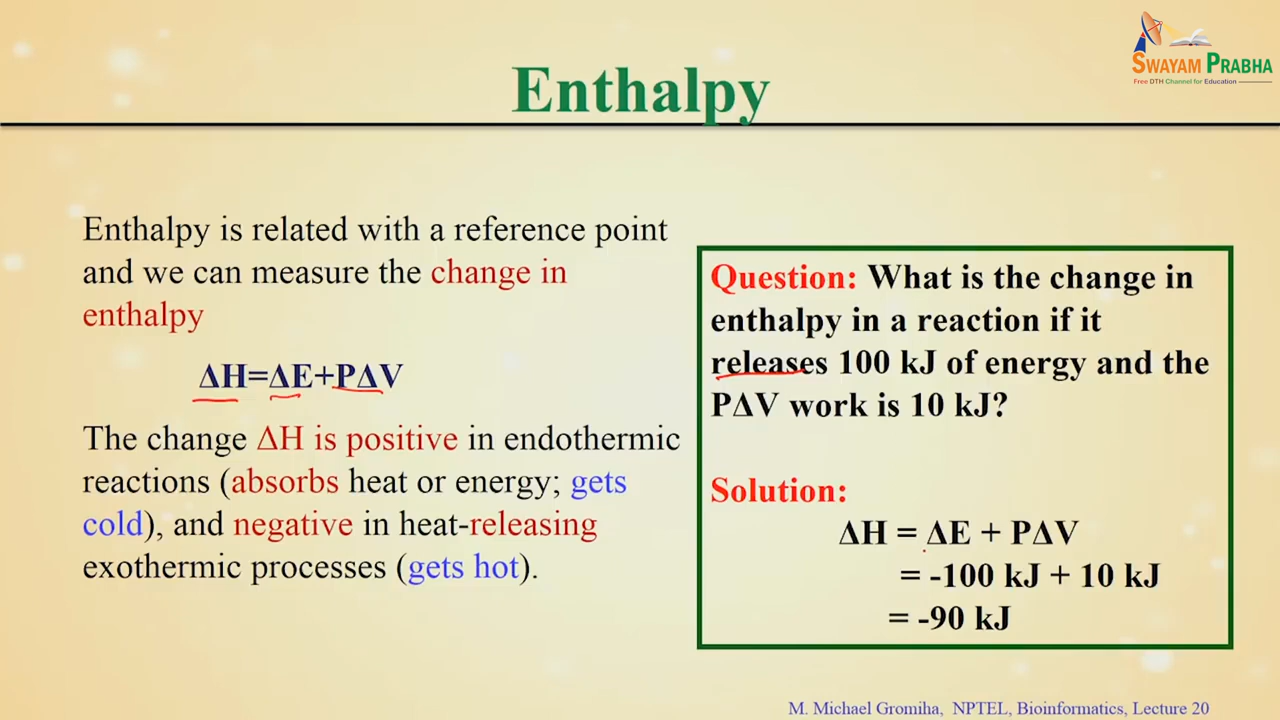 SWAYAM PRABHA
Free DTH Channel for Education
Enthalpy
Enthalpy is related with a reference point
and we can measure the change in
enthalpy
ΔH=ΔE+PΔV
The change ΔH is positive in endothermic
reactions (absorbs heat or energy; gets
cold), and negative in heat-releasing
exothermic processes (gets hot).
Question: What is the change in
enthalpy in a reaction if it
releases 100 kJ of energy and the
PΔV work is 10 kJ?
Solution:
ΔH = ΔE + PΔV
= -100 kJ + 10 kJ
= -90 kJ
M. Michael Gromiha, NPTEL, Bioinformatics, Lecture 20